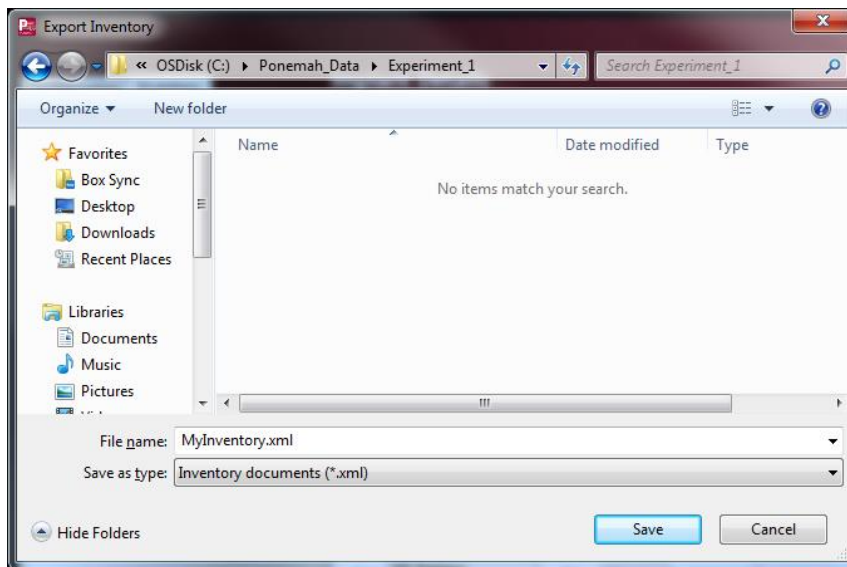 Export Inventory
« OSDisk (C:) Ponemah_Data Experiment_1 Search Experiment_1
Organize New folder
Name Date modified Type
No items match your search.
Favorites
Box Sync
Desktop
Downloads
Recent Places
Libraries
Documents
Music
Pictures
File name: MyInventory.xml
Save as type: Inventory documents (*.xml)
Hide Folders Save Cancel